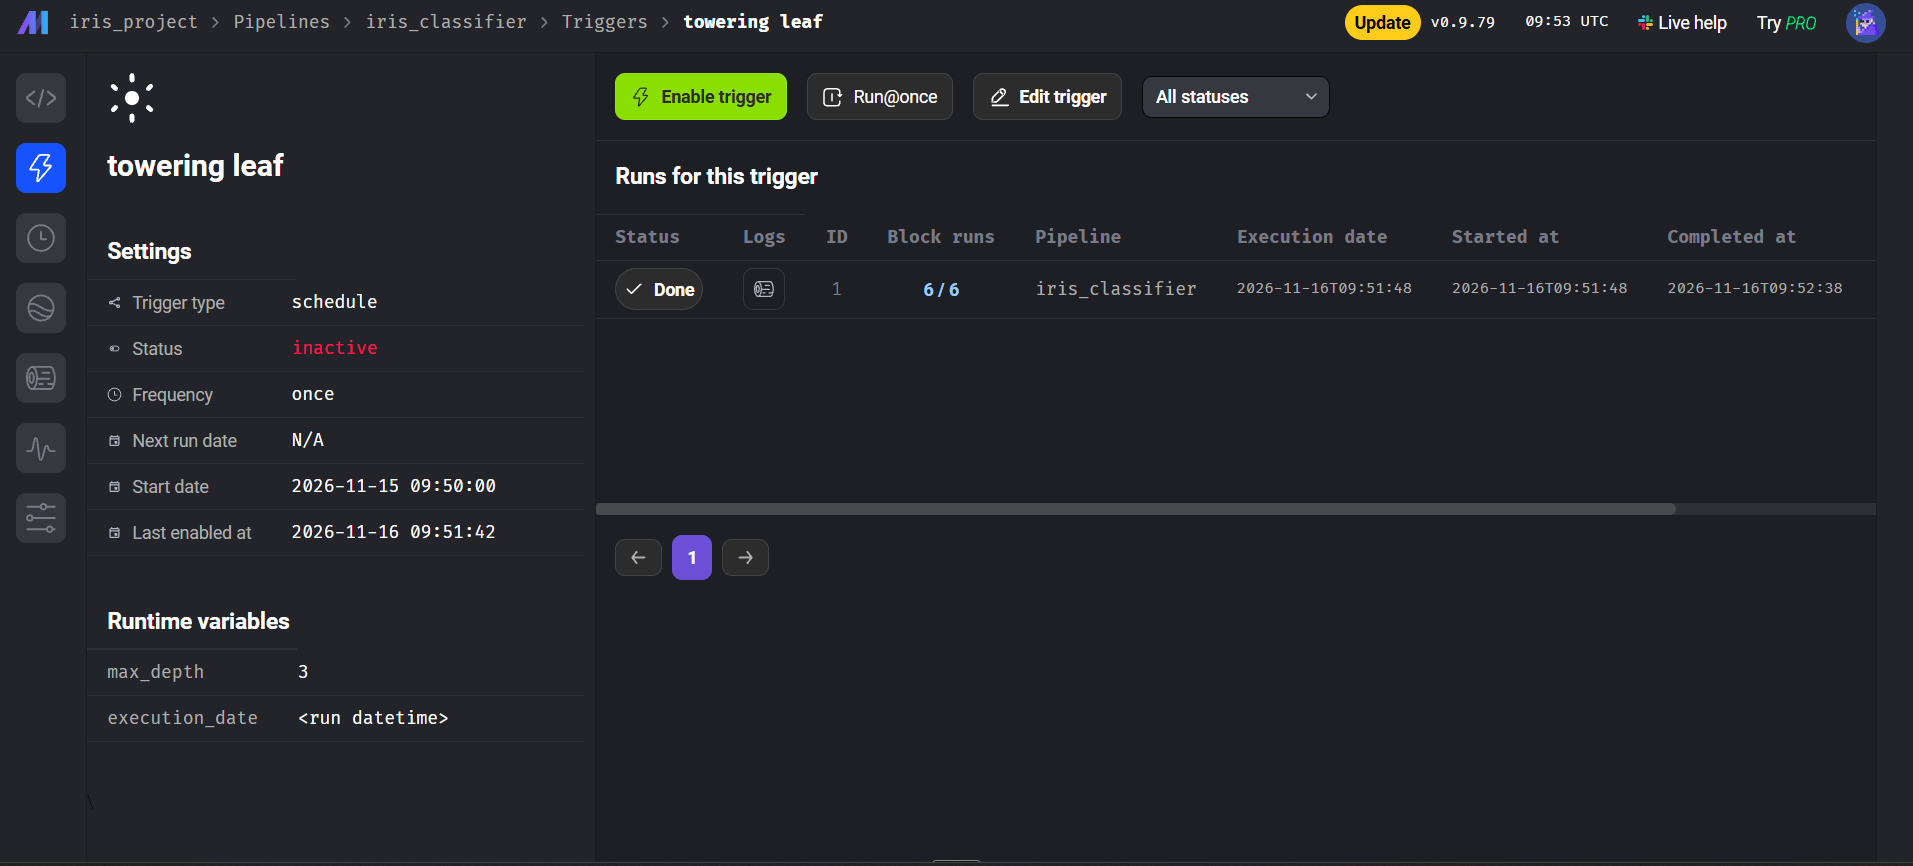 iris_project > Pipelines > iris_classifier > Triggers > towering leaf
Update v0.9.79 09:53 UTC Live help Try PRO
towering leaf
Settings
Trigger type schedule
Status inactive
Frequency once
Next run date N/A
Start date 2026-11-15 09:50:00
Last enabled at 2026-11-16 09:51:42
Runtime variables
max_depth 3
execution_date <run datetime>
\
Enable trigger Run@once Edit trigger All statuses
Runs for this trigger
Status Logs ID Block runs Pipeline Execution date Started at Completed at
Done 1 6/6 iris_classifier 2026-11-16T09:51:48 2026-11-16T09:51:48 2026-11-16T09:52:38
← 1 →